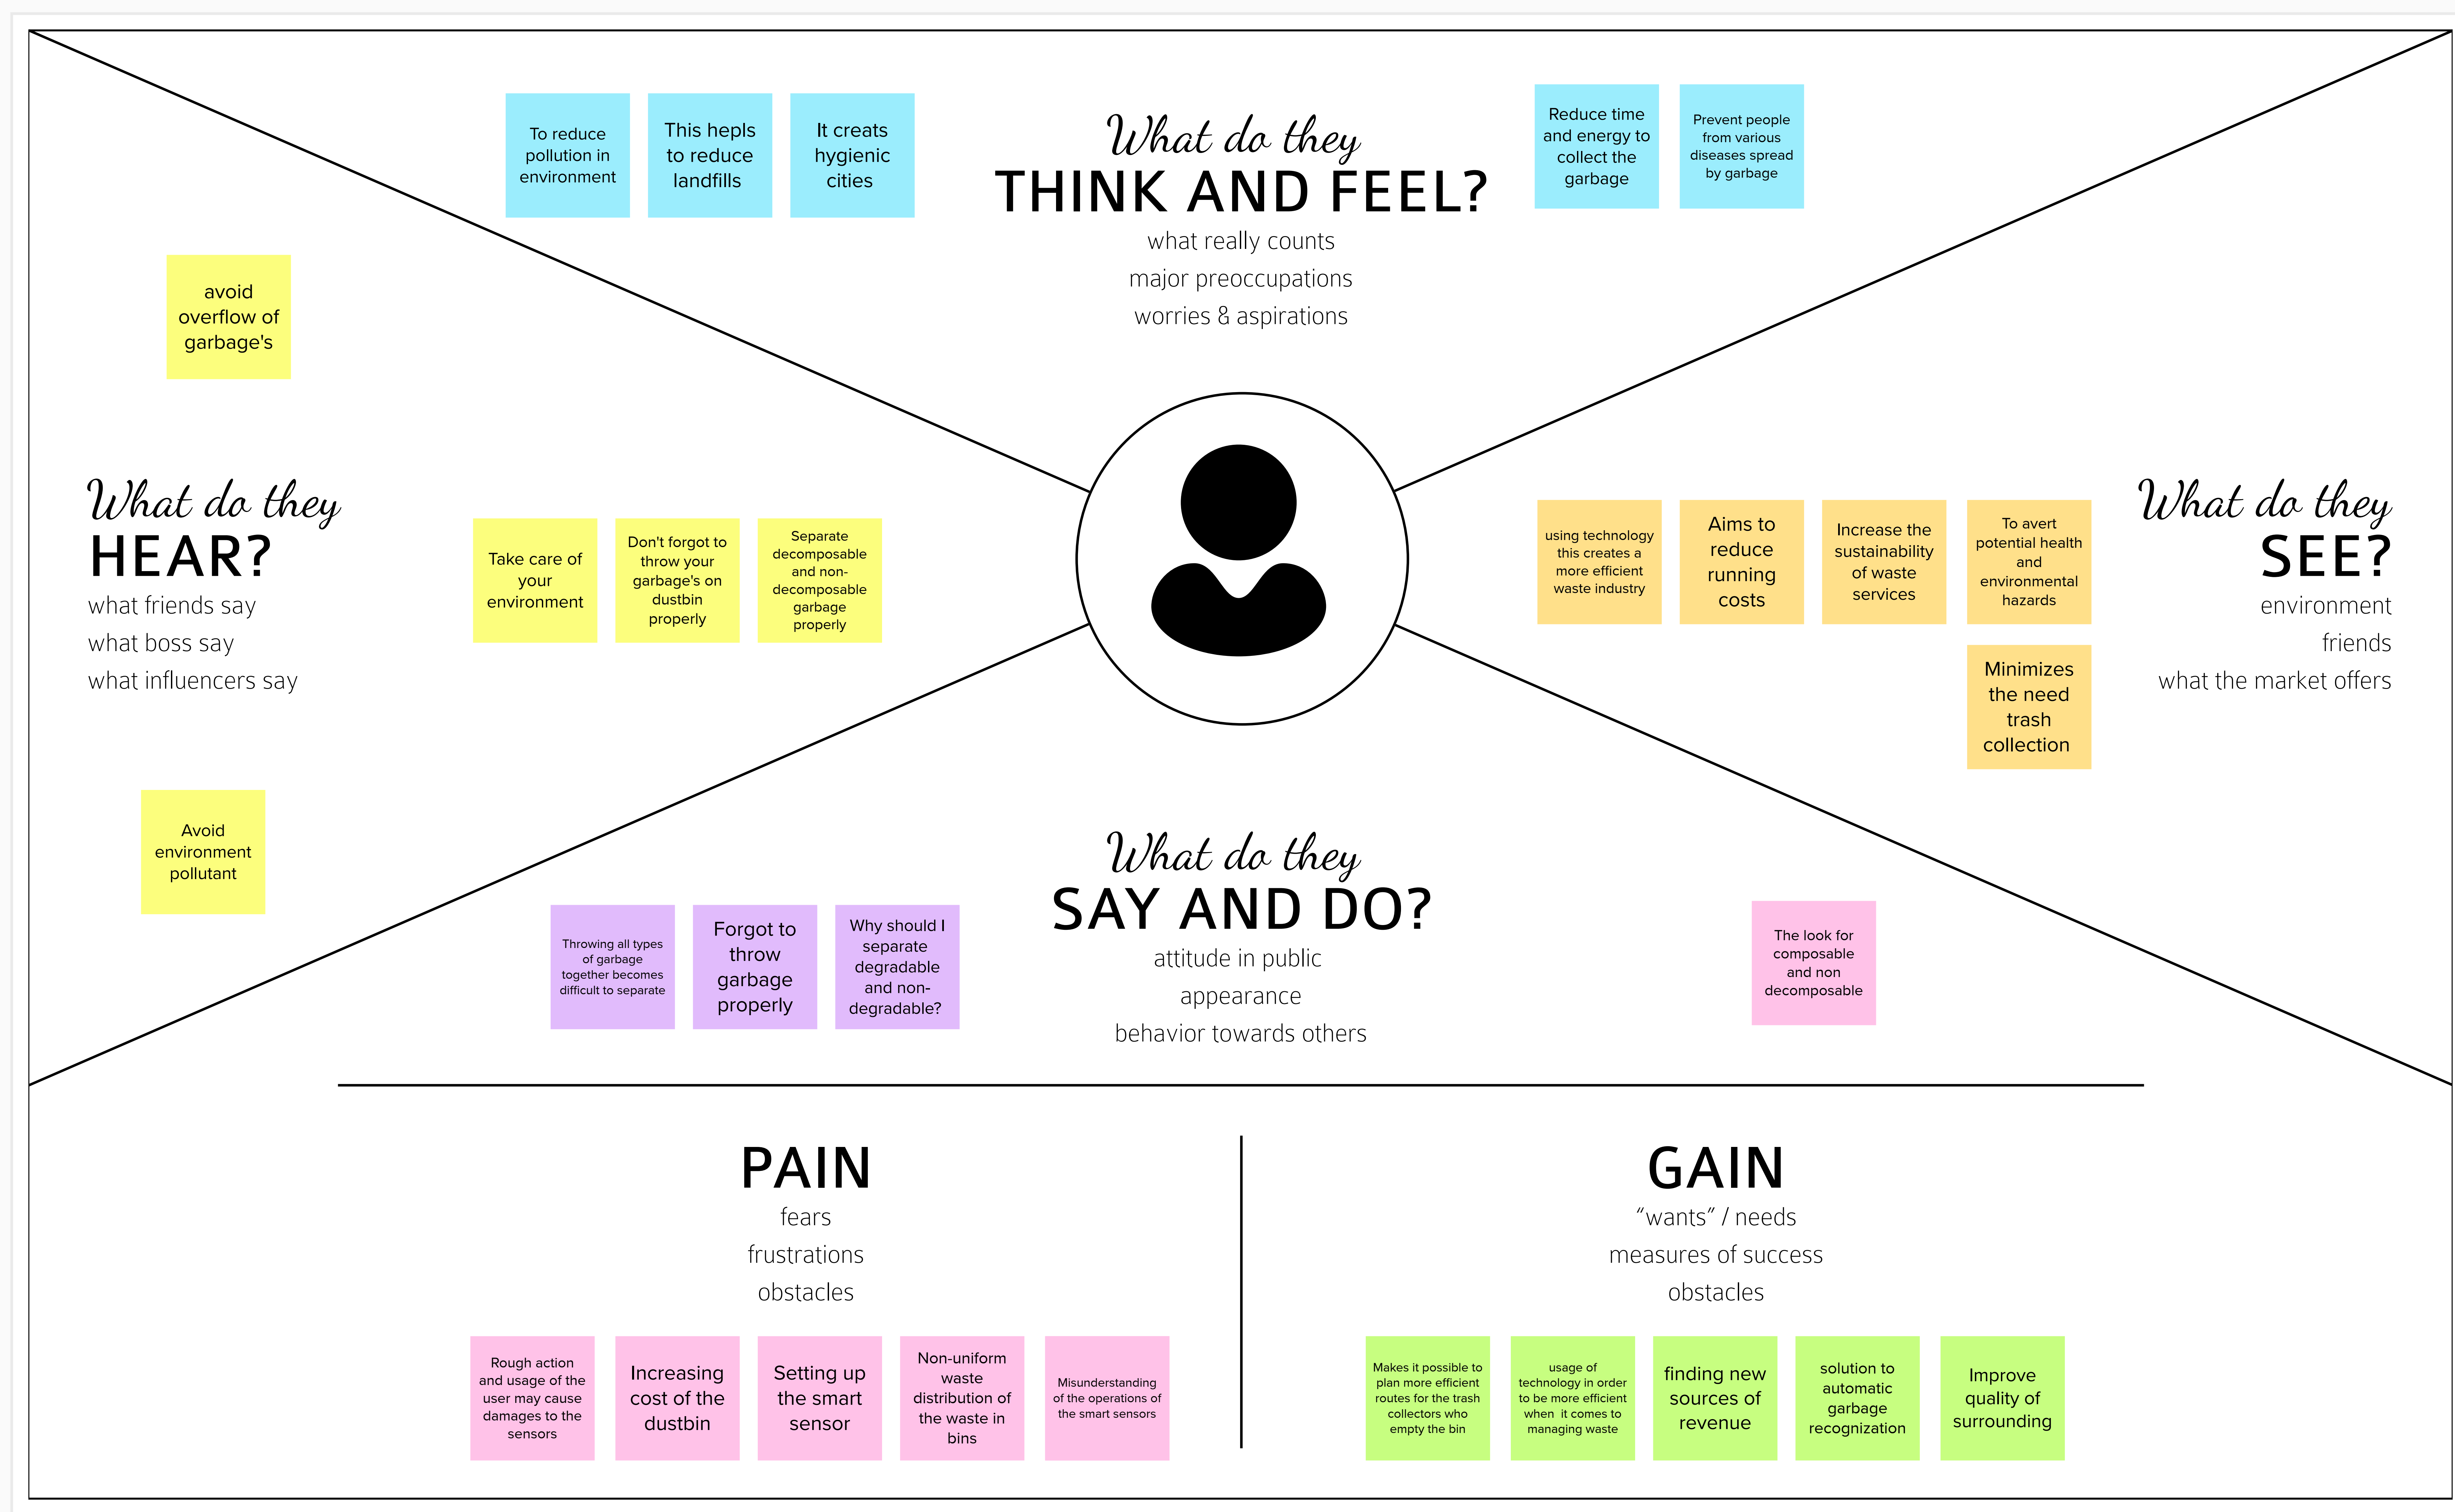 To reduce
pollution in
environment
This hepls
to reduce
landfills
It creats
hygienic
cities
What do they
THINK AND FEEL?
what really counts
major preoccupations
worries & aspirations
Reduce time
and energy to
collect the
garbage
Prevent people
from various
diseases spread
by garbage
avoid
overflow of
garbage's
What do they
HEAR?
what friends say
what boss say
what influencers say
Take care of
your
environment
Don't forgot to
throw your
garbage's on
dustbin
properly
Separate
decomposable
and non-
decomposable
garbage
properly
Avoid
environment
pollutant
using technology
this creates a
more efficient
waste industry
Aims to
reduce
running
costs
Increase the
sustainability
of waste
services
To avert
potential health
and
environmental
hazards
Minimizes
the need
trash
collection
What do they
SEE?
environment
friends
what the market offers
Throwing all types
of garbage
together becomes
difficult to separate
Forgot to
throw
garbage
properly
Why should I
separate
degradable
and non-
degradable?
What do they
SAY AND DO?
attitude in public
appearance
behavior towards others
The look for
composable
and non
decomposable
PAIN
fears
frustrations
obstacles
Rough action
and usage of the
user may cause
damages to the
sensors
Increasing
cost of the
dustbin
Setting up
the smart
sensor
Non-uniform
waste
distribution of
the waste in
bins
Misunderstanding
of the operations of
the smart sensors
GAIN
“wants” / needs
measures of success
obstacles
Makes it possible to
plan more efficient
routes for the trash
collectors who
empty the bin
usage of
technology in order
to be more efficient
when it comes to
managing waste
finding new
sources of
revenue
solution to
automatic
garbage
recognization
Improve
quality of
surrounding